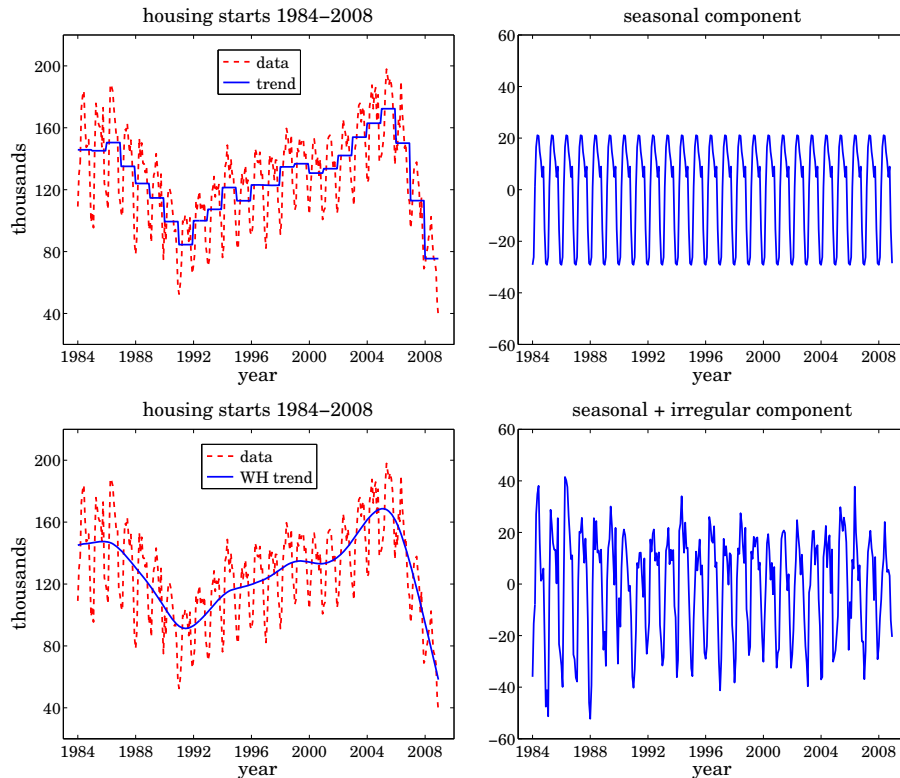 housing starts 1984–2008
thousands
200
160
120
80
40
data
trend
1984 1988 1992 1996 2000 2004 2008
year
seasonal component
60
40
20
0
−20
−40
−60
1984 1988 1992 1996 2000 2004 2008
year
housing starts 1984–2008
thousands
200
160
120
80
40
data
WH trend
1984 1988 1992 1996 2000 2004 2008
year
seasonal + irregular component
60
40
20
0
−20
−40
−60
1984 1988 1992 1996 2000 2004 2008
year